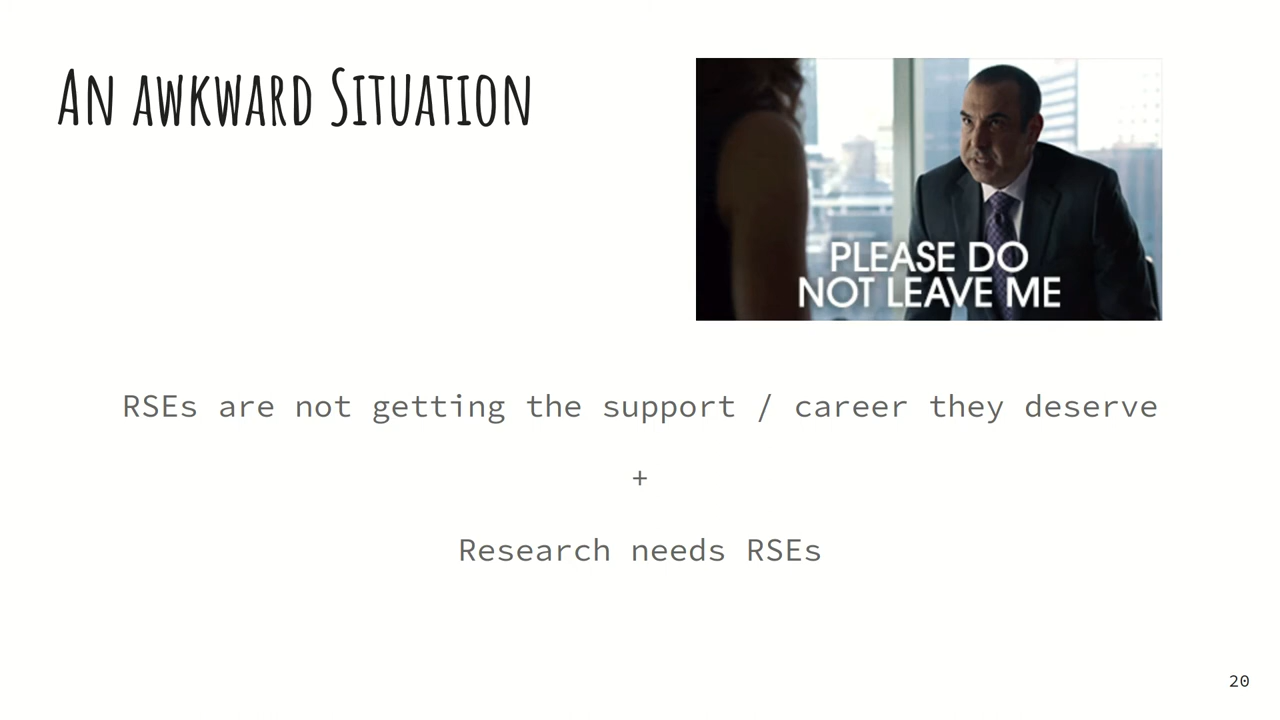 An awkward Situation
PLEASE DO
NOT LEAVE ME
RSEs are not getting the support / career they deserve
+
Research needs RSEs
20